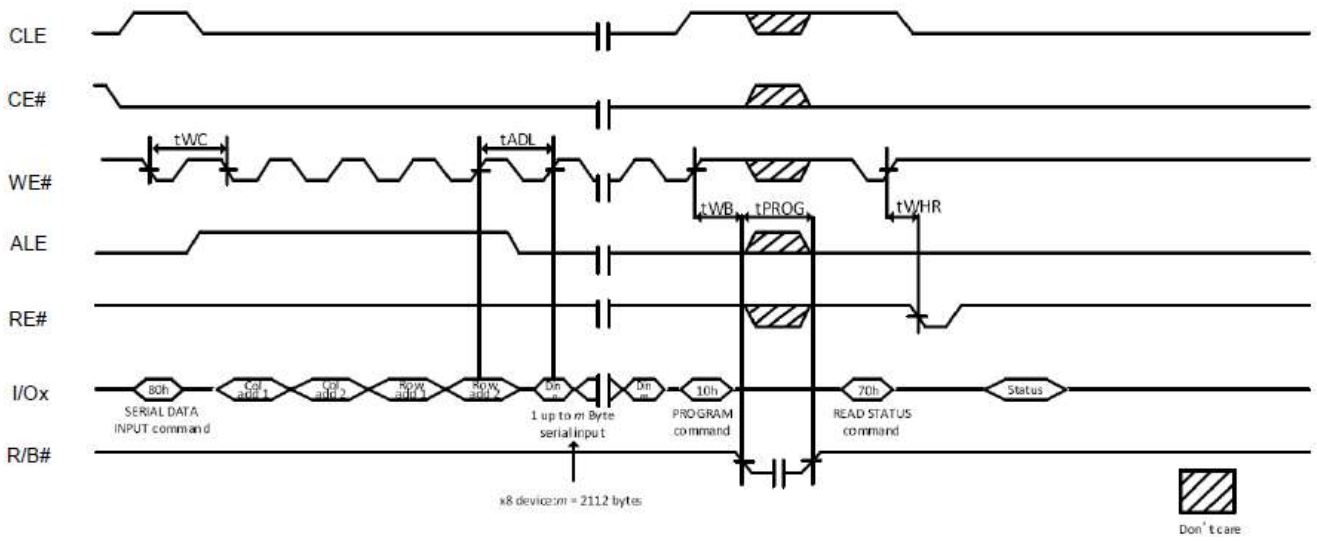 CLE
CE#
tWC
tADL
WE#
tWB
tPROG
tWHR
ALE
RE#
I/Ox
80h
Col
add 1
Col
add 2
Row
add 1
Row
add 2
Din
Din
10h
70h
Status
SERIAL DATA
INPUT command
1 up to m Byte
serial input
PROGRAM
command
READ STATUS
command
R/B#
x8 device:m = 2112 bytes
Don't care